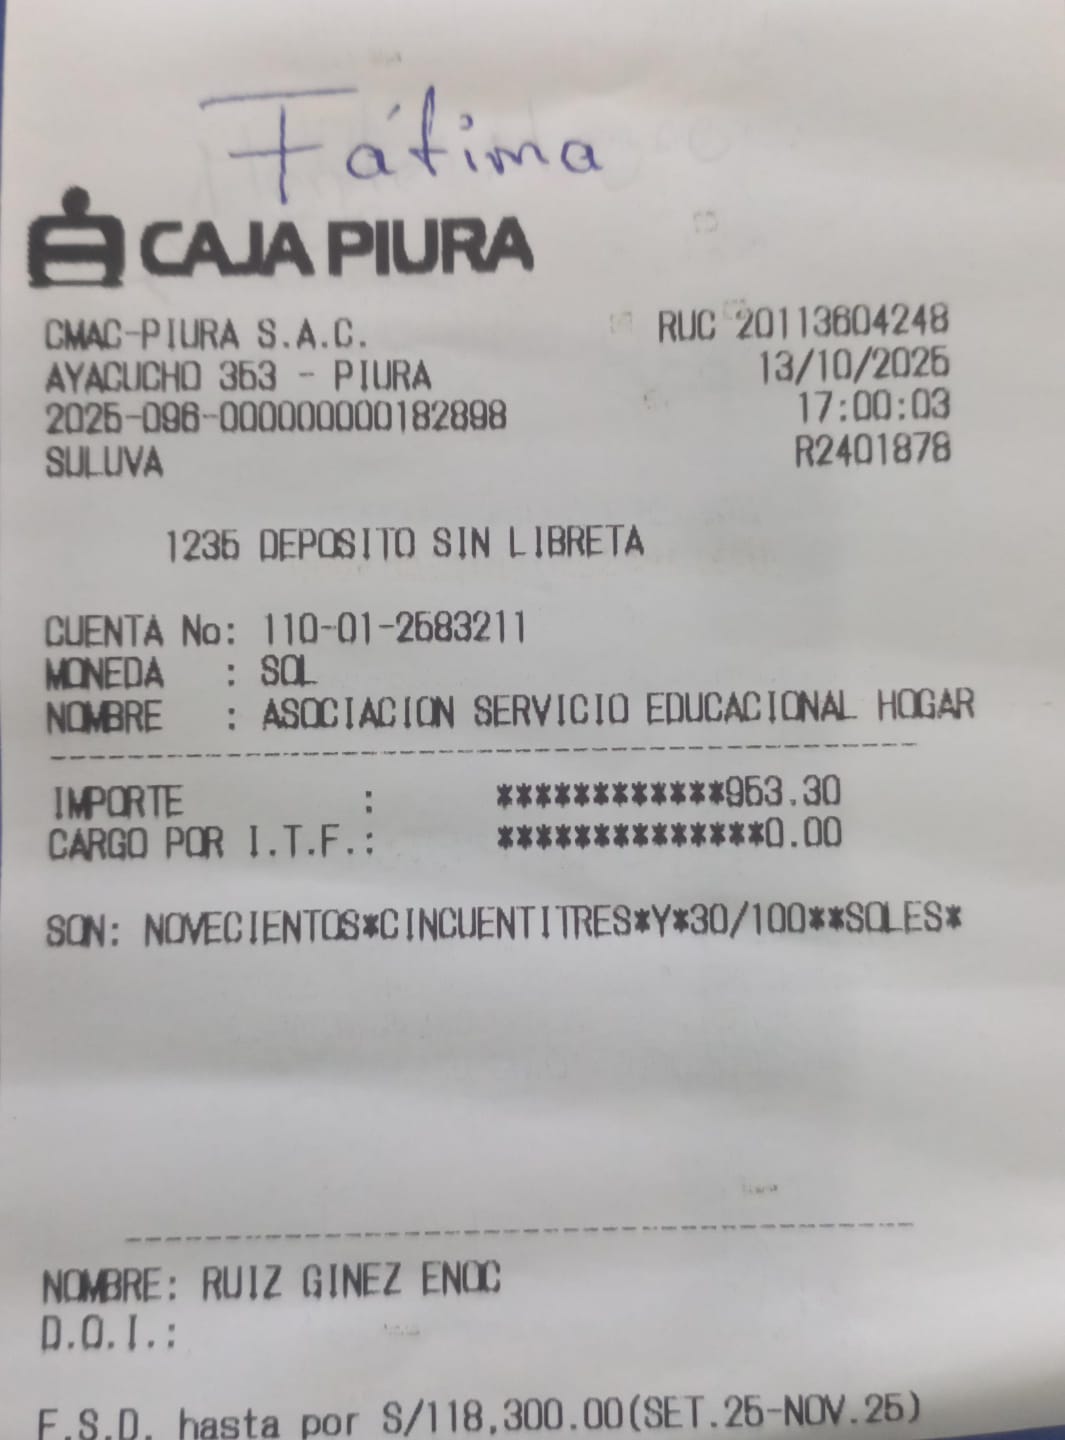 Fátima
CAJA PIURA
CMAC-PIURA S.A.C. RUC 20113604248
AYACUCHO 353 - PIURA 13/10/2025
2025-096-000000000182898 17:00:03
SULUVA R2401878
1235 DEPOSITO SIN LIBRETA
CUENTA No: 110-01-2583211
MONEDA : SOL
NOMBRE : ASOCIACION SERVICIO EDUCACIONAL HOGAR
IMPORTE : ************953.30
CARGO POR I.T.F.: **************0.00
SON: NOVECIENTOS*CINCUENTITRES*Y*30/100**SOLES*
NOMBRE: RUIZ GINEZ ENOC
D.O.I.:
F.S.D. hasta por S/118,300.00(SET.25-NOV.25)